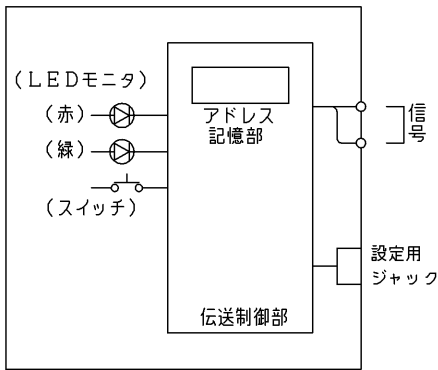 (LEDモニタ)
(赤)
(緑)
(スイッチ)
アドレス
記憶部
伝送制御部
信号
設定用
ジャック